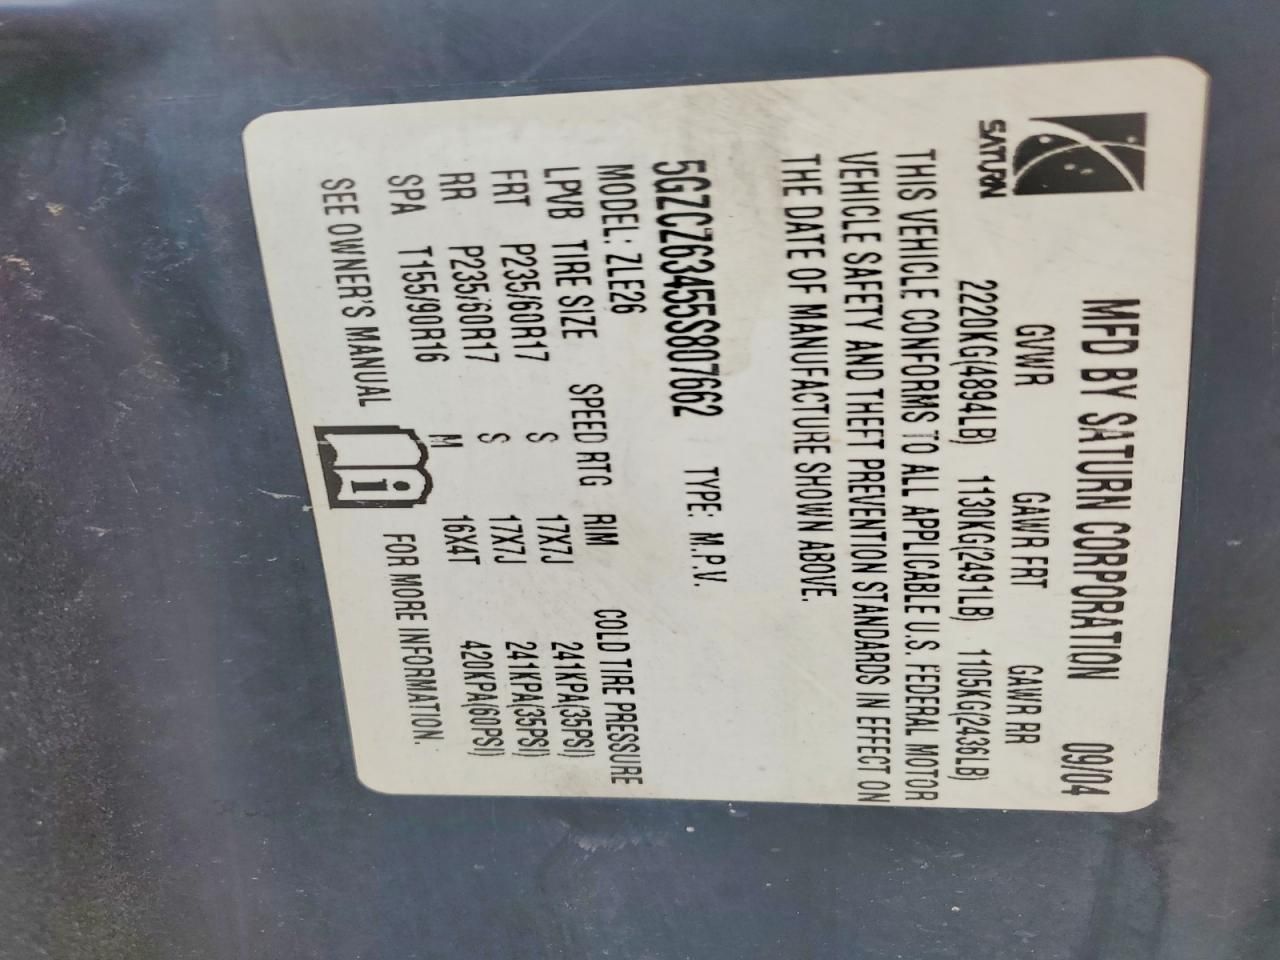 SATURN
MFD BY SATURN CORPORATION 09/04
GVWR GAWR FRT GAWR RR
2220KG(4894LB) 1130KG(2491LB) 1105KG(2436LB)
THIS VEHICLE CONFORMS TO ALL APPLICABLE U.S. FEDERAL MOTOR
VEHICLE SAFETY AND THEFT PREVENTION STANDARDS IN EFFECT ON
THE DATE OF MANUFACTURE SHOWN ABOVE.
5GZCZ63455S807662 TYPE: M.P.V.
MODEL: ZLE26
LPVB TIRE SIZE SPEED RTG RIM COLD TIRE PRESSURE
FRT P235/60R17 S 17X7J 241KPA(35PSI)
RR P235/60R17 S 17X7J 241KPA(35PSI)
SPA T155/90R16 M 16X4T 420KPA(60PSI)
SEE OWNER'S MANUAL i FOR MORE INFORMATION.